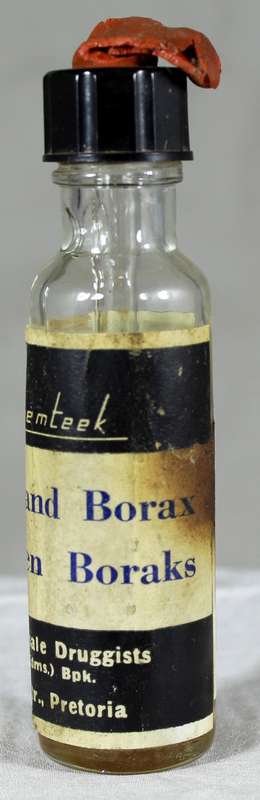 emteek
and Borax
en Boraks
ale Druggists
ms.) Bpk.
r., Pretoria